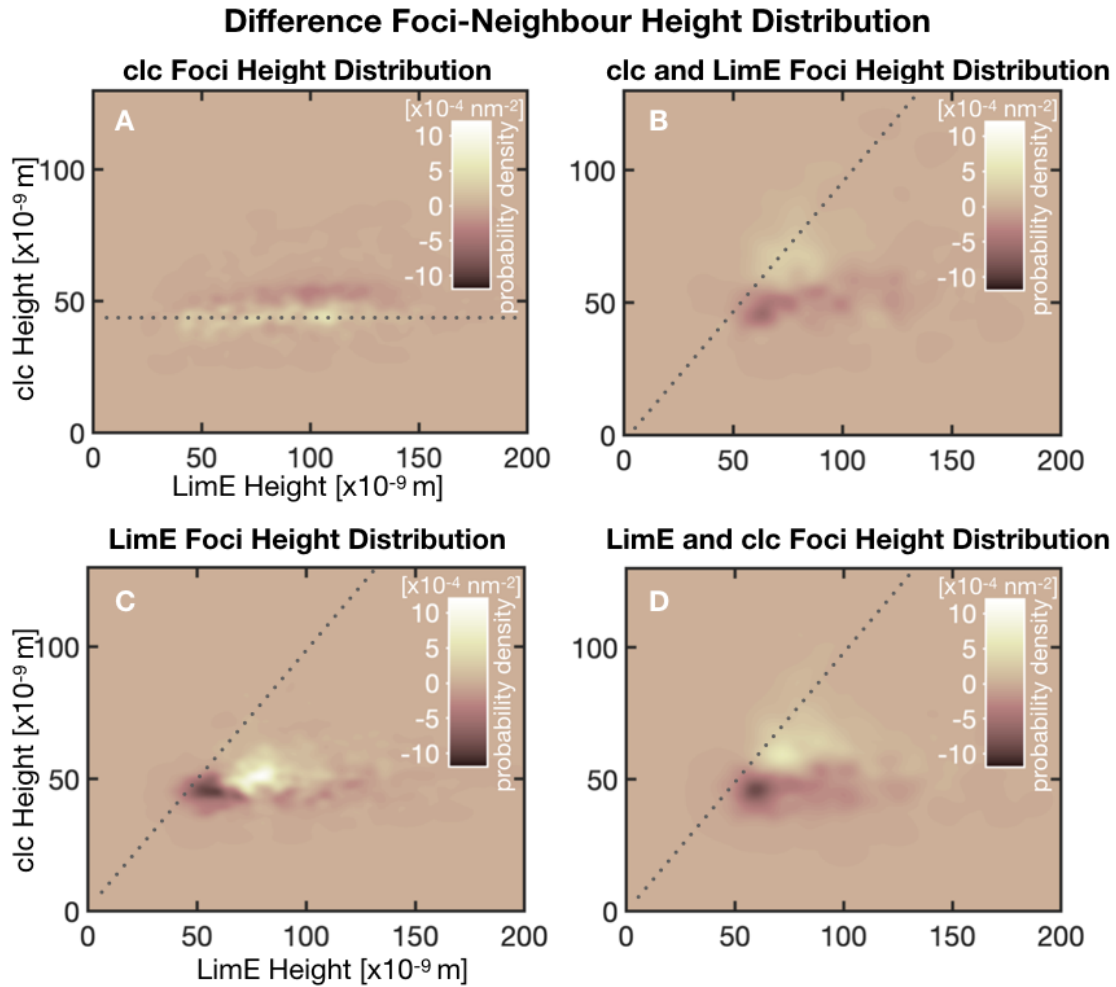 Difference Foci-Neighbour Height Distribution
clc Foci Height Distribution
clc and LimE Foci Height Distribution
A
[x10-4 nm-2]
10
5
0
-5
-10
probability density
100
50
0
clc Height [x10-9 m]
0 50 100 150 200
LimE Height [x10-9 m]
B
[x10-4 nm-2]
10
5
0
-5
-10
probability density
100
50
0
0 50 100 150 200
LimE Foci Height Distribution
LimE and clc Foci Height Distribution
C
[x10-4 nm-2]
10
5
0
-5
-10
probability density
100
50
0
clc Height [x10-9 m]
0 50 100 150 200
LimE Height [x10-9 m]
D
[x10-4 nm-2]
10
5
0
-5
-10
probability density
100
50
0
0 50 100 150 200